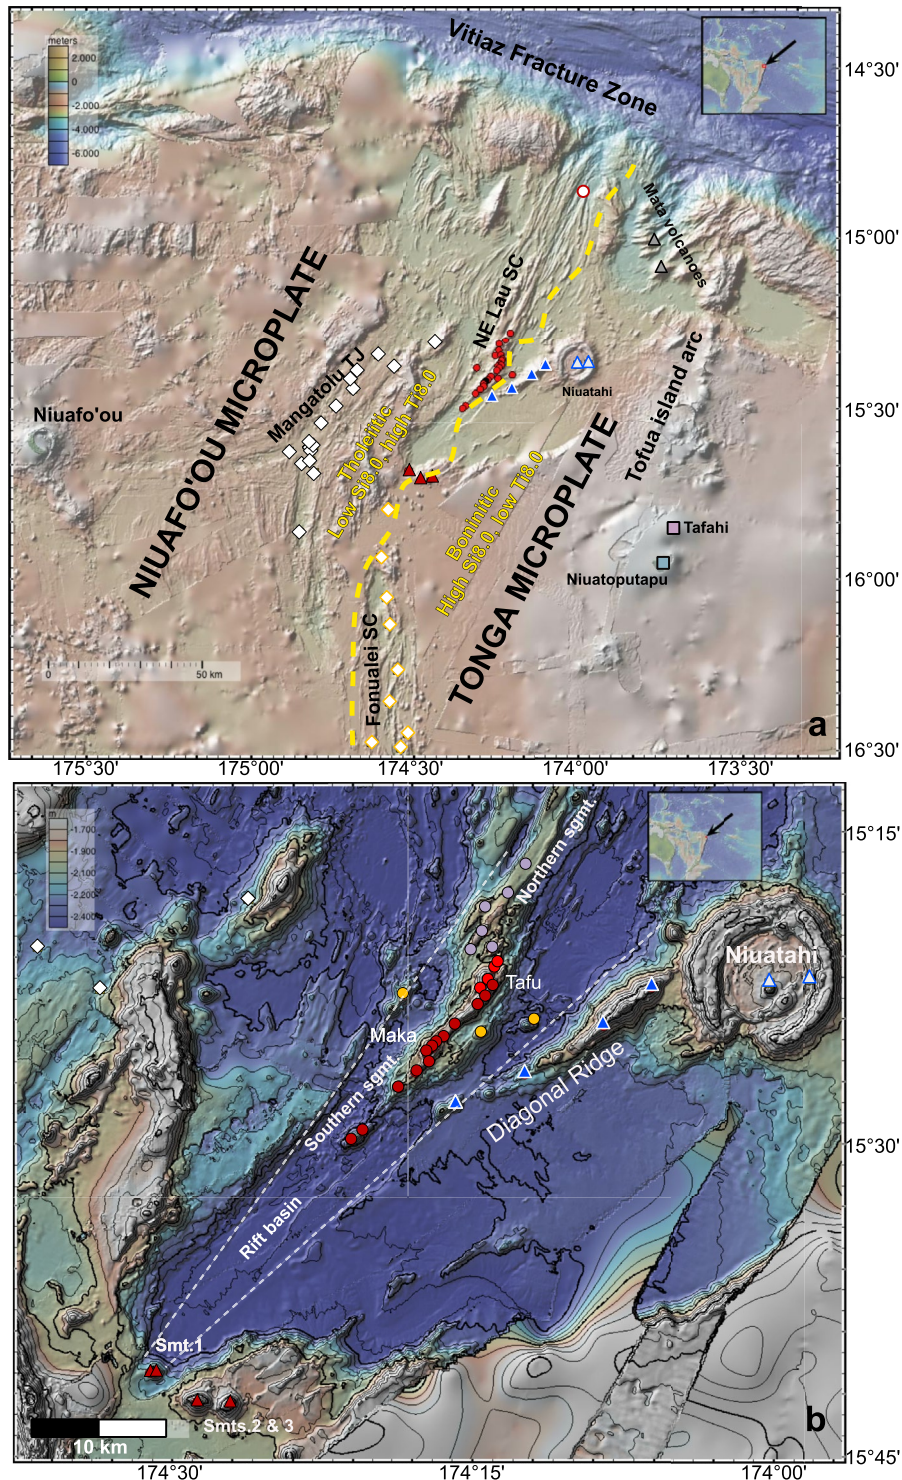 meters
2.000
0
-2.000
-4.000
-6.000
Vitiaz Fracture Zone
14°30'
15°00'
15°30'
16°00'
16°30'
Mata volcanoes
NE Lau SC
NIUAFO'OU MICROPLATE
Mangatolu TJ
Niuafo'ou
Tholeiitic
Low Si8.0, high Ti8.0
Niuatahi
Tofua island arc
Boninitic
High Si8.0, low Ti8.0
TONGA MICROPLATE
Tafahi
Niuatoputapu
Fonualei SC
0
50 km
a
175°30'
175°00'
174°30'
174°00'
173°30'
-1.700
-1.900
-2.100
-2.250
-2.400
15°15'
Northern sgmt.
Niuatahi
Tafu
Maka
Southern sgmt.
Diagonal Ridge
15°30'
Rift basin
Smt.1
Smts.2 & 3
10 km
b
15°45'
174°30'
174°15'
174°00'